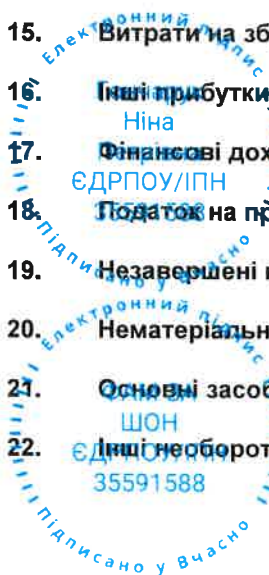 15. Витрати на зб
16. Інші прибутки
17. Фінансові дох
18. Податок на пр
19. Незавершені
20. Нематеріальн
21. Основні засоб
22. Інші необорот
Електронний підпис
Ніна
ЄДРПОУ/ІПН
Підписано у Вчасно
Електронний підпис
ШОН
ЄДРПОУ/ІПН
35591588
Підписано у Вчасно